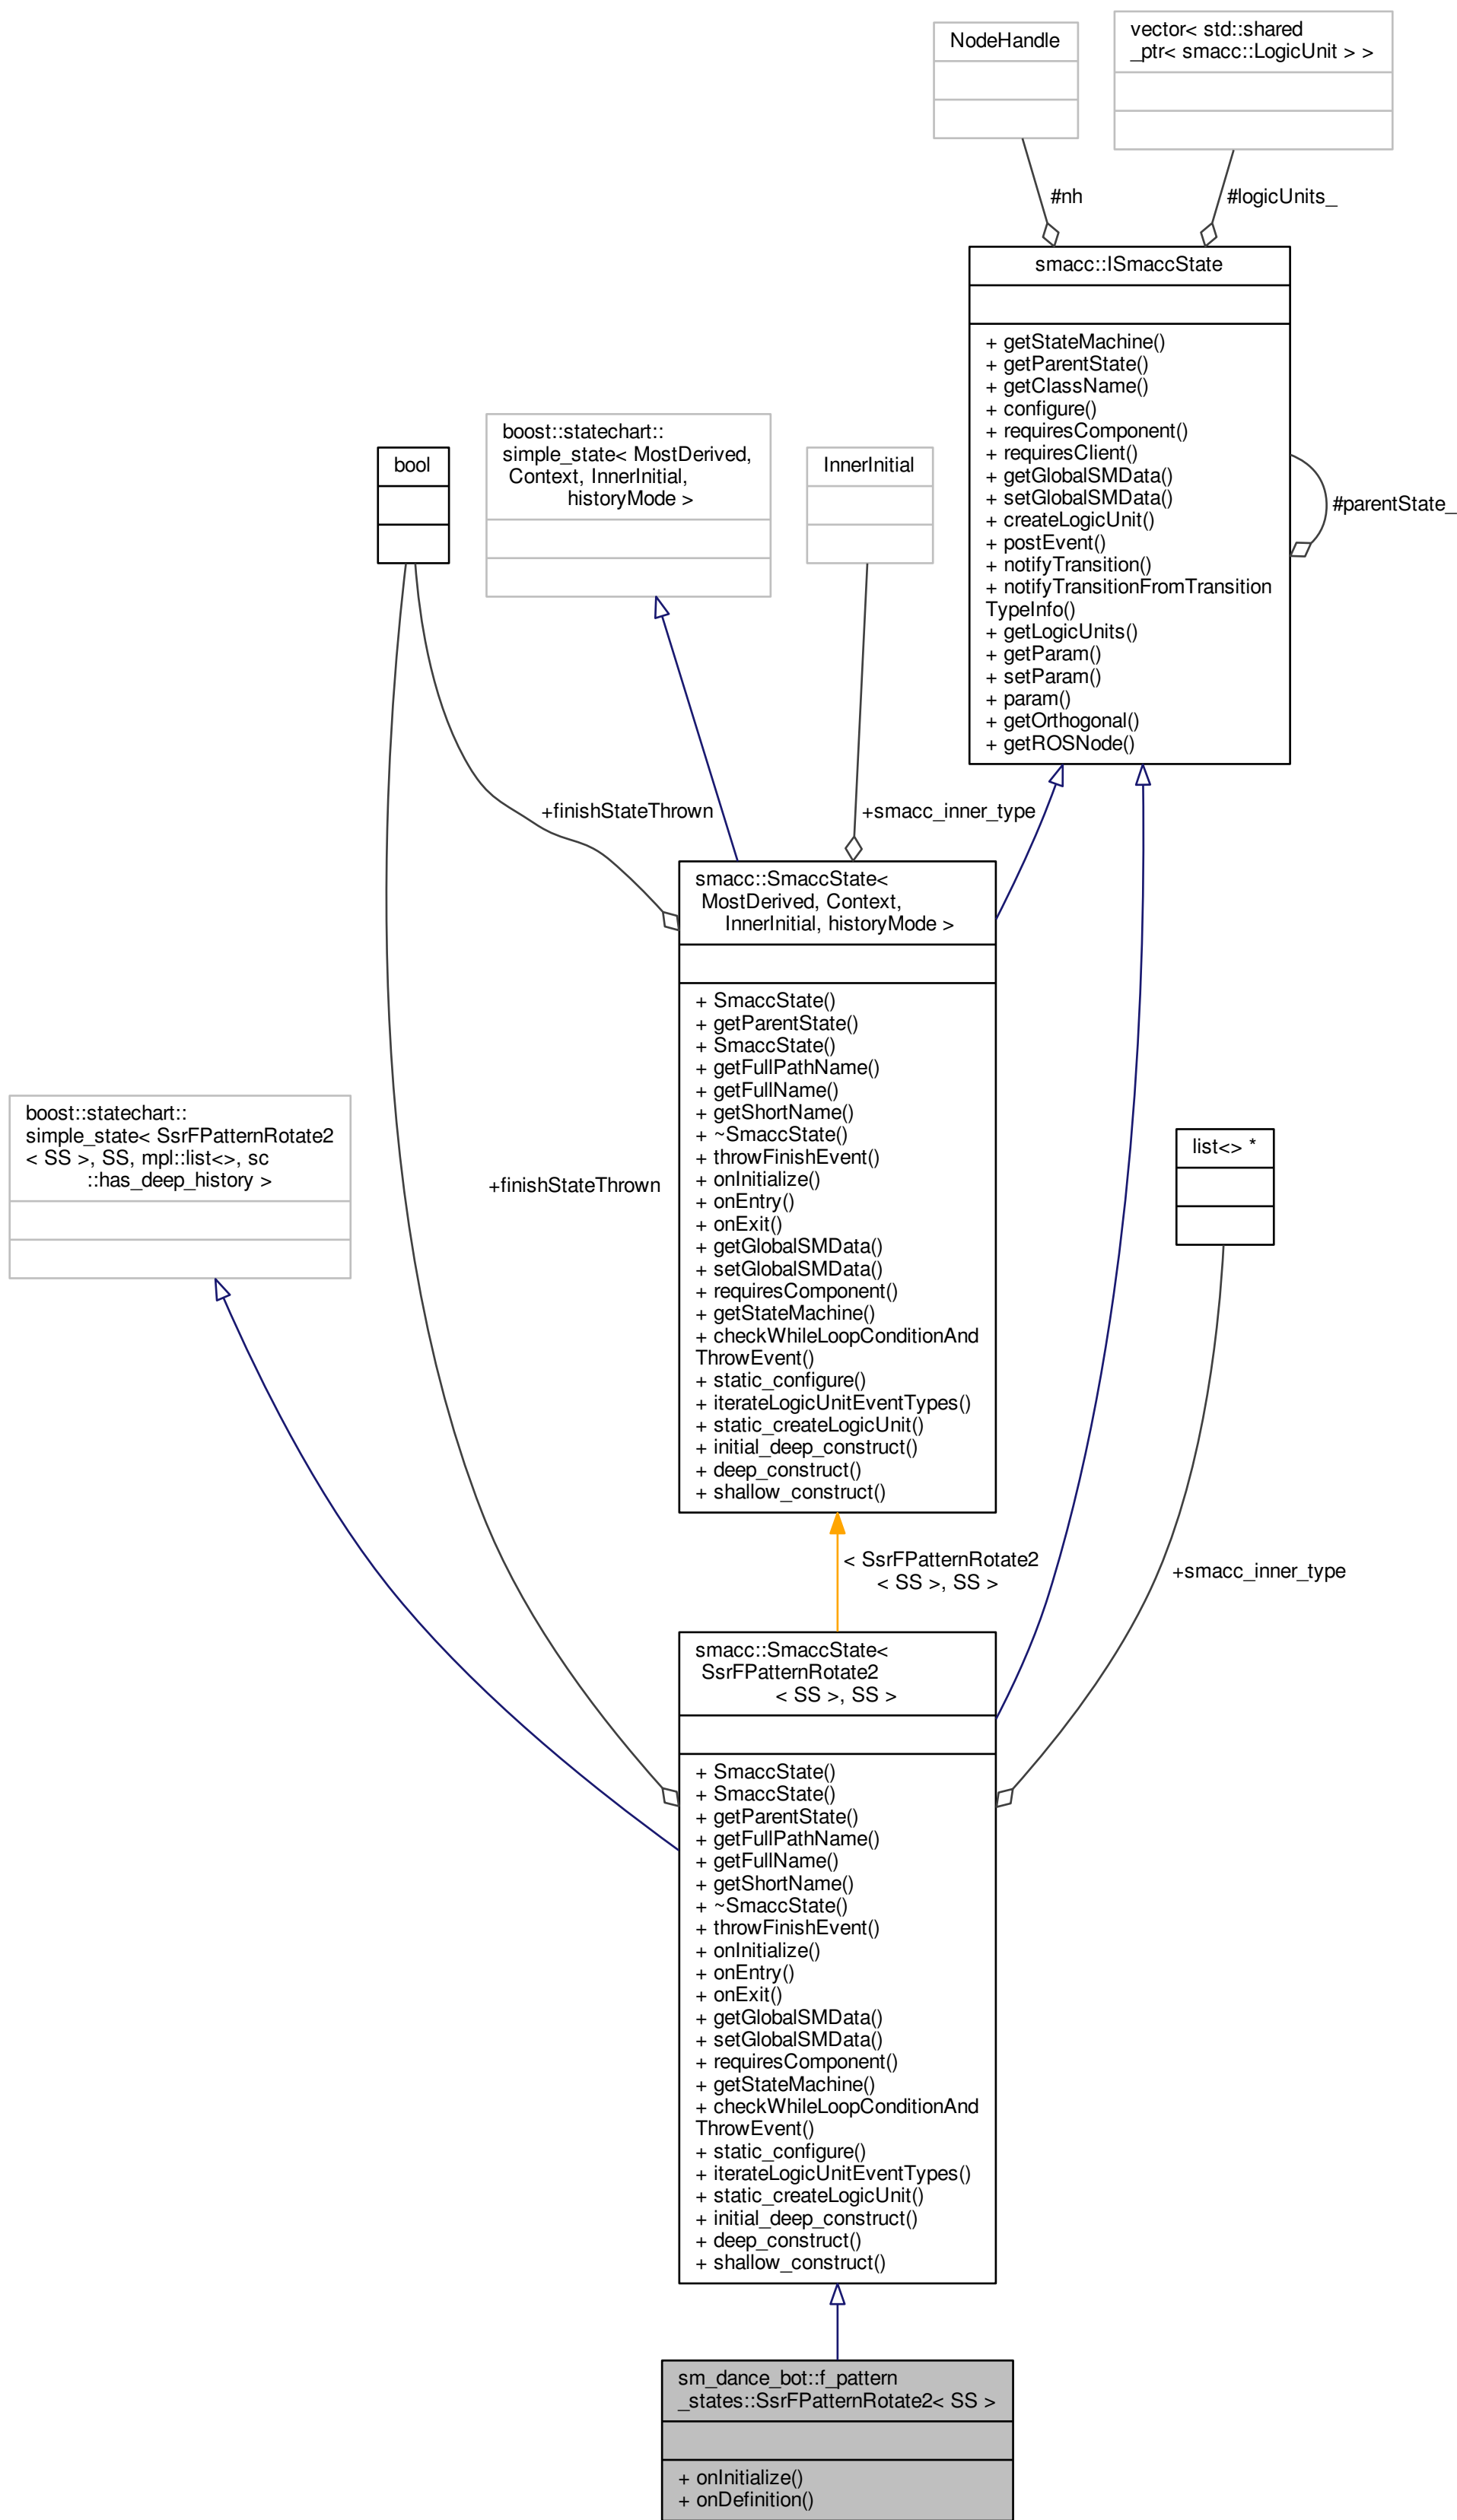 NodeHandle
vector< std::shared
_ptr< smacc::LogicUnit > >
#nh
#logicUnits_
smacc::ISmaccState
+ getStateMachine()
+ getParentState()
+ getClassName()
+ configure()
+ requiresComponent()
+ requiresClient()
+ getGlobalSMData()
+ setGlobalSMData()
+ createLogicUnit()
+ postEvent()
+ notifyTransition()
+ notifyTransitionFromTransition
TypeInfo()
+ getLogicUnits()
+ getParam()
+ setParam()
+ param()
+ getOrthogonal()
+ getROSNode()
#parentState_
bool
boost::statechart::
simple_state< MostDerived,
Context, InnerInitial,
historyMode >
InnerInitial
+finishStateThrown
+smacc_inner_type
smacc::SmaccState<
MostDerived, Context,
InnerInitial, historyMode >
+ SmaccState()
+ getParentState()
+ SmaccState()
+ getFullPathName()
+ getFullName()
+ getShortName()
+ ~SmaccState()
+ throwFinishEvent()
+ onInitialize()
+ onEntry()
+ onExit()
+ getGlobalSMData()
+ setGlobalSMData()
+ requiresComponent()
+ getStateMachine()
+ checkWhileLoopConditionAnd
ThrowEvent()
+ static_configure()
+ iterateLogicUnitEventTypes()
+ static_createLogicUnit()
+ initial_deep_construct()
+ deep_construct()
+ shallow_construct()
boost::statechart::
simple_state< SsrFPatternRotate2
< SS >, SS, mpl::list<>, sc
::has_deep_history >
+finishStateThrown
list<> *
< SsrFPatternRotate2
< SS >, SS >
+smacc_inner_type
smacc::SmaccState<
SsrFPatternRotate2
< SS >, SS >
+ SmaccState()
+ SmaccState()
+ getParentState()
+ getFullPathName()
+ getFullName()
+ getShortName()
+ ~SmaccState()
+ throwFinishEvent()
+ onInitialize()
+ onEntry()
+ onExit()
+ getGlobalSMData()
+ setGlobalSMData()
+ requiresComponent()
+ getStateMachine()
+ checkWhileLoopConditionAnd
ThrowEvent()
+ static_configure()
+ iterateLogicUnitEventTypes()
+ static_createLogicUnit()
+ initial_deep_construct()
+ deep_construct()
+ shallow_construct()
sm_dance_bot::f_pattern
_states::SsrFPatternRotate2< SS >
+ onInitialize()
+ onDefinition()